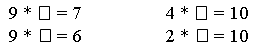 9 * □ = 7 4 * □ = 10
9 * □ = 6 2 * □ = 10